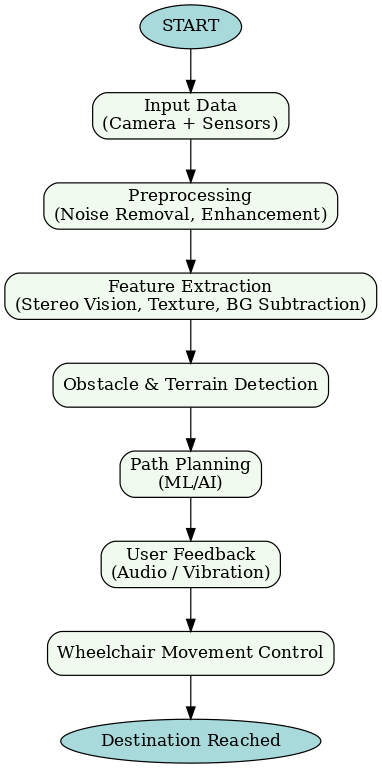 START
Input Data
(Camera + Sensors)
Preprocessing
(Noise Removal, Enhancement)
Feature Extraction
(Stereo Vision, Texture, BG Subtraction)
Obstacle & Terrain Detection
Path Planning
(ML/AI)
User Feedback
(Audio / Vibration)
Wheelchair Movement Control
Destination Reached